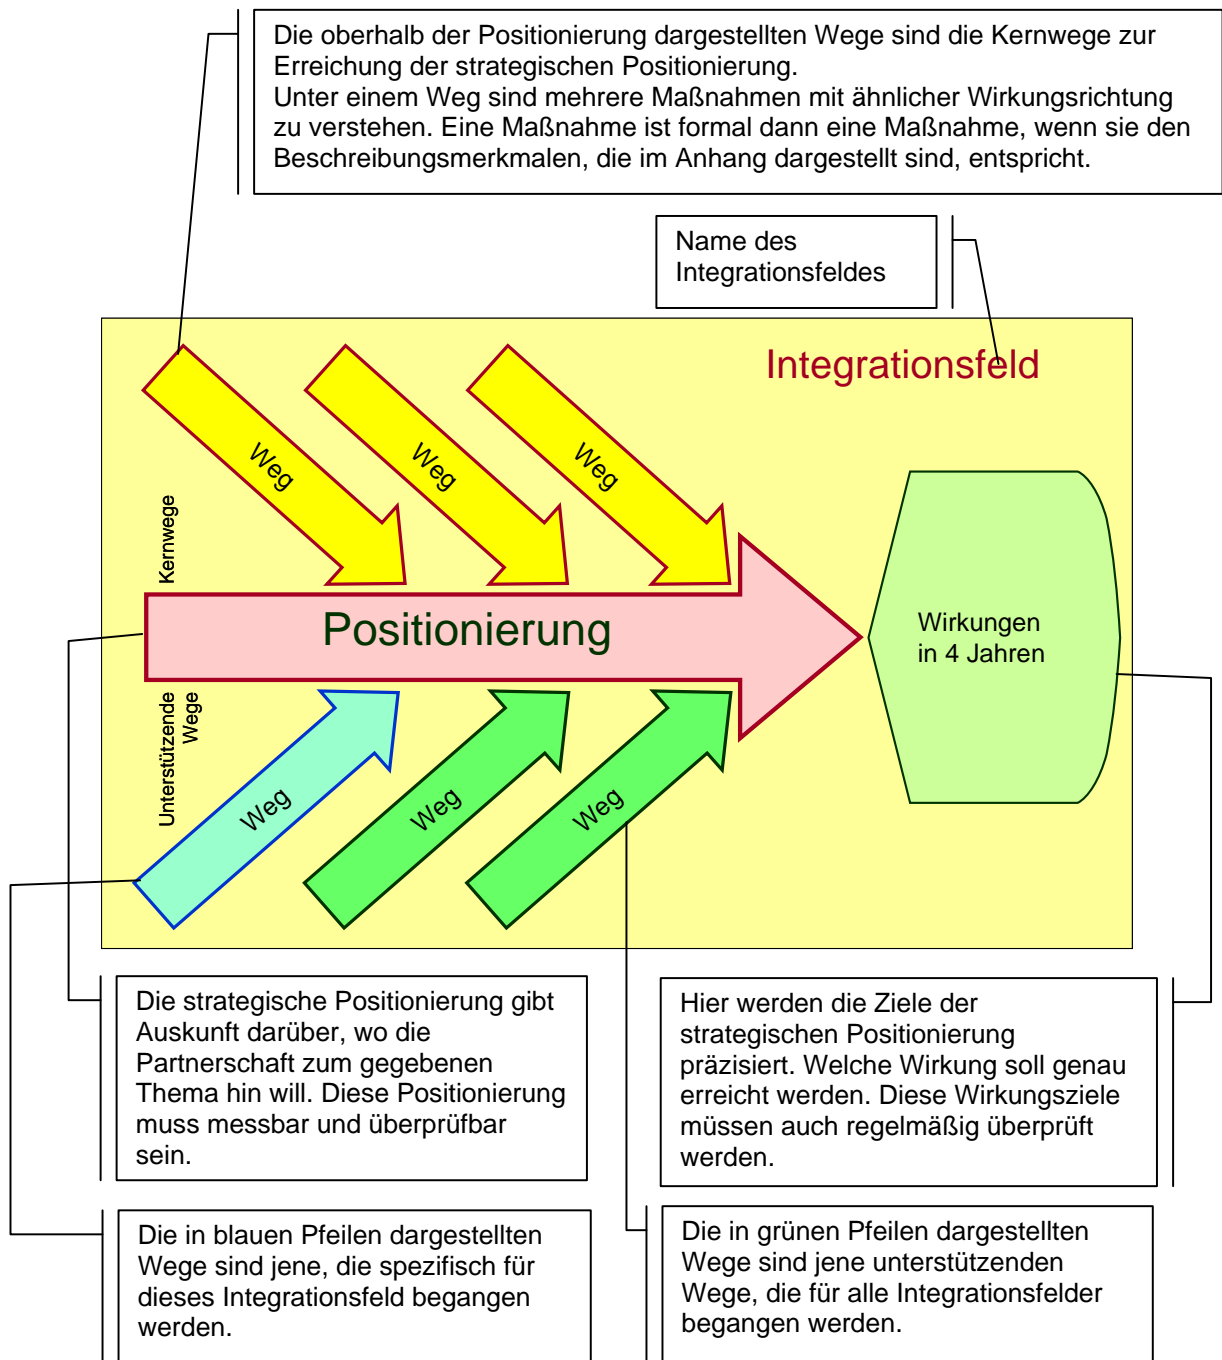 Die oberhalb der Positionierung dargestellten Wege sind die Kernwege zur
Erreichung der strategischen Positionierung.
Unter einem Weg sind mehrere Maßnahmen mit ähnlicher Wirkungsrichtung
zu verstehen. Eine Maßnahme ist formal dann eine Maßnahme, wenn sie den
Beschreibungsmerkmalen, die im Anhang dargestellt sind, entspricht.
Name des
Integrationsfeldes
Integrationsfeld
Weg
Weg
Weg
Kernwege
Positionierung
Wirkungen
in 4 Jahren
Unterstützende
Wege
Weg
Weg
Weg
Die strategische Positionierung gibt
Auskunft darüber, wo die
Partnerschaft zum gegebenen
Thema hin will. Diese Positionierung
muss messbar und überprüfbar
sein.
Hier werden die Ziele der
strategischen Positionierung
präzisiert. Welche Wirkung soll genau
erreicht werden. Diese Wirkungsziele
müssen auch regelmäßig überprüft
werden.
Die in blauen Pfeilen dargestellten
Wege sind jene, die spezifisch für
dieses Integrationsfeld begangen
werden.
Die in grünen Pfeilen dargestellten
Wege sind jene unterstützenden
Wege, die für alle Integrationsfelder
begangen werden.